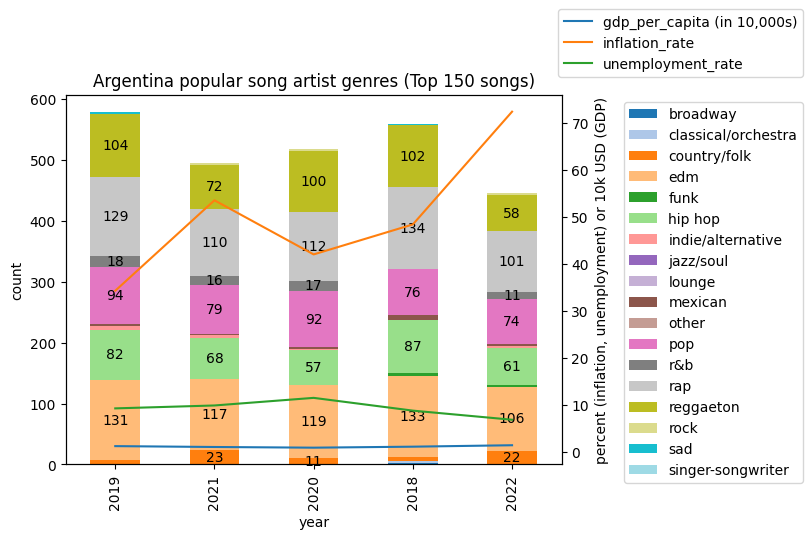 gdp_per_capita (in 10,000s)
inflation_rate
unemployment_rate
Argentina popular song artist genres (Top 150 songs)
600
500
400
300
200
100
0
count
104
129
18
94
82
131
72
110
16
79
68
117
23
100
112
17
92
57
119
11
102
134
76
87
133
58
101
11
74
61
106
22
70
60
50
40
30
20
10
0
percent (inflation, unemployment) or 10k USD (GDP)
2019
2021
2020
2018
2022
year
broadway
classical/orchestra
country/folk
edm
funk
hip hop
indie/alternative
jazz/soul
lounge
mexican
other
pop
r&b
rap
reggaeton
rock
sad
singer-songwriter